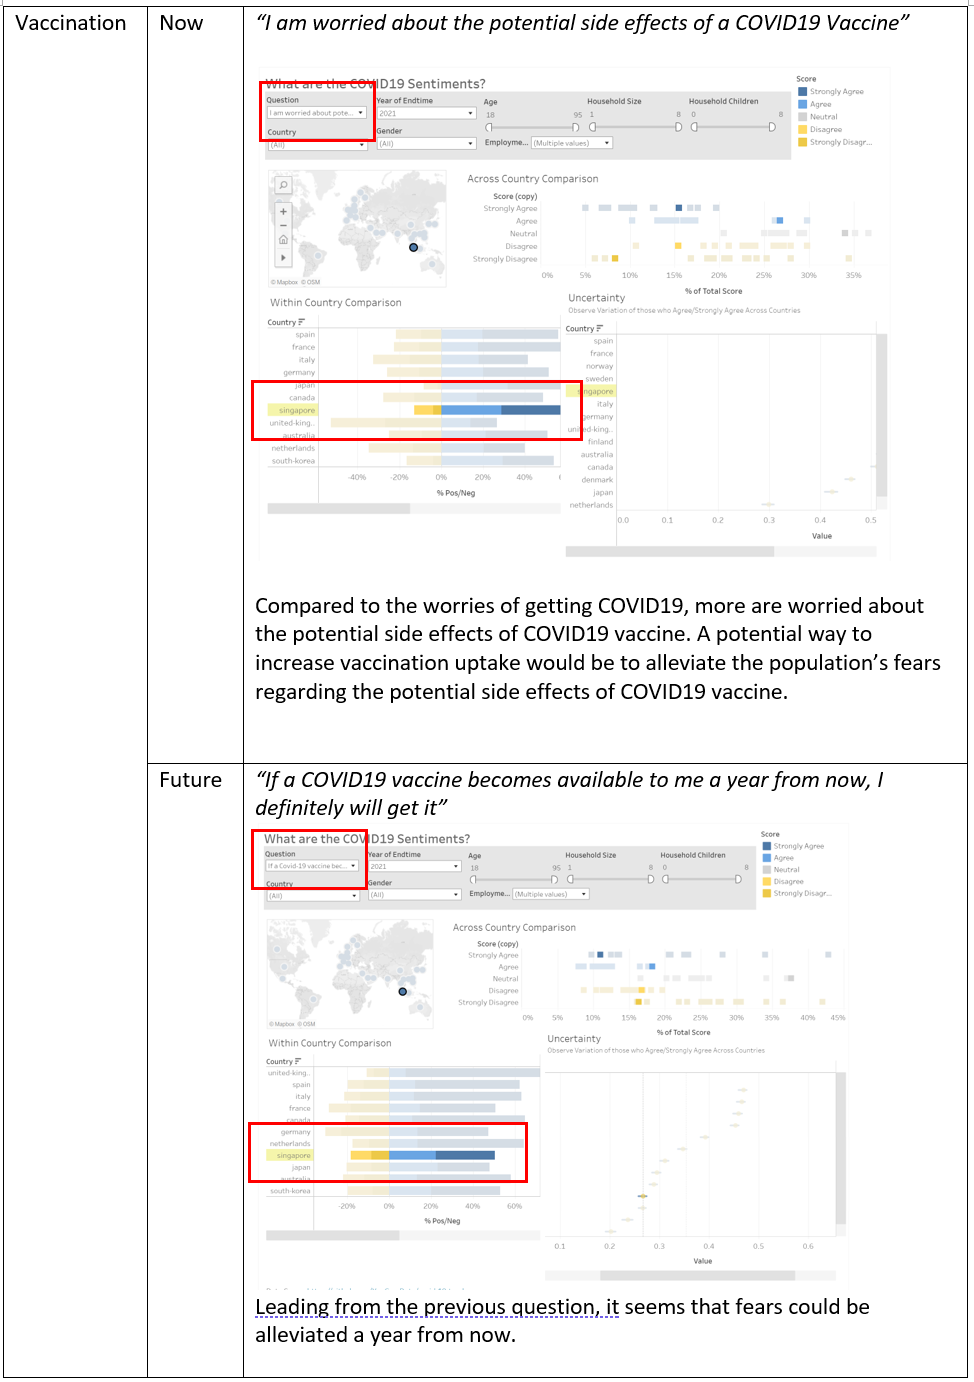 Vaccination
Now
“I am worried about the potential side effects of a COVID19 Vaccine”
What are the COVID19 Sentiments?
Question
I am worried about pote...
Year of Endtime
2021
Age
18 95
Household Size
1 8
Household Children
0 8
Country
(All)
Gender
(All)
Employme... (Multiple values)
Score
Strongly Agree
Agree
Neutral
Disagree
Strongly Disagr...
© Mapbox © OSM
Across Country Comparison
Score (copy)
Strongly Agree
Agree
Neutral
Disagree
Strongly Disagree
0% 5% 10% 15% 20% 25% 30% 35%
% of Total Score
Within Country Comparison
Country
spain
france
italy
germany
japan
canada
singapore
united-king..
australia
netherlands
south-korea
-40% -20% 0% 20% 40%
% Pos/Neg
Uncertainty
Observe Variation of those who Agree/Strongly Agree Across Countries
Country
spain
france
norway
sweden
singapore
italy
germany
united-king..
finland
australia
canada
denmark
japan
netherlands
0.0 0.1 0.2 0.3 0.4 0.5
Value
Compared to the worries of getting COVID19, more are worried about
the potential side effects of COVID19 vaccine. A potential way to
increase vaccination uptake would be to alleviate the population’s fears
regarding the potential side effects of COVID19 vaccine.
Future
“If a COVID19 vaccine becomes available to me a year from now, I
definitely will get it”
What are the COVID19 Sentiments?
Question
If a Covid-19 vaccine bec...
Year of Endtime
2021
Age
18 95
Household Size
1 8
Household Children
0 8
Country
(All)
Gender
(All)
Employme... (Multiple values)
Score
Strongly Agree
Agree
Neutral
Disagree
Strongly Disagr...
© Mapbox © OSM
Across Country Comparison
Score (copy)
Strongly Agree
Agree
Neutral
Disagree
Strongly Disagree
0% 5% 10% 15% 20% 25% 30% 35% 40% 45%
% of Total Score
Within Country Comparison
Country
united-king..
spain
italy
france
canada
germany
netherlands
singapore
japan
australia
south-korea
-20% 0% 20% 40% 60%
% Pos/Neg
Uncertainty
Observe Variation of those who Agree/Strongly Agree Across Countries
0.1 0.2 0.3 0.4 0.5 0.6
Value
Leading from the previous question, it seems that fears could be
alleviated a year from now.